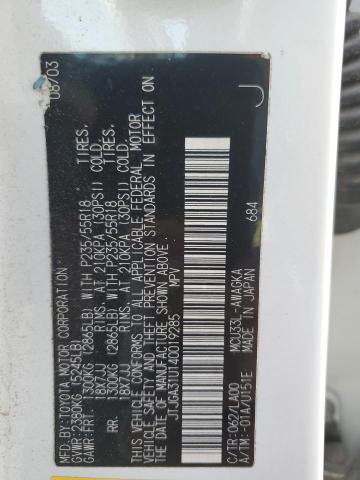 MFD. BY: TOYOTA MOTOR CORPORATION 08/03
GVWR: 2380KG (5245LB)
GAWR: FRT. 1300KG (2865LB) WITH P235/55R18 TIRES,
18X7JJ RIMS, AT 210KPA (30PSI) COLD.
RR. 1300KG (2865LB) WITH P235/55R18 TIRES,
18X7JJ RIMS, AT 210KPA (30PSI) COLD.
THIS VEHICLE CONFORMS TO ALL APPLICABLE FEDERAL MOTOR
VEHICLE SAFETY AND THEFT PREVENTION STANDARDS IN
EFFECT ON THE DATE OF MANUFACTURE SHOWN ABOVE.
JTJGA31U140019285 MPV
J
684
C/TR: 062/LA00 MCU33L-AWAGKA
A/TM: -01A/U151E MADE IN JAPAN